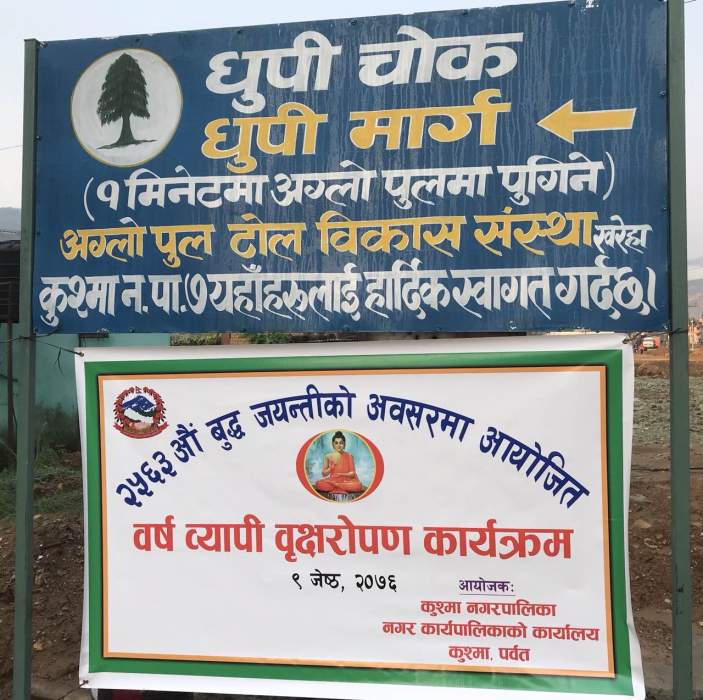 धुपी चोक
धुपी मार्ग
(१ मिनेटमा अग्लो पुलमा पुगिने)
अग्लो पुल टोल विकास संस्था खरेहा
कुश्मा न.पा.७ यहाँहरुलाई हार्दिक स्वागत गर्दछ।
२५६३ औं बुद्ध जयन्तीको अवसरमा आयोजित
वर्ष व्यापी वृक्षरोपण कार्यक्रम
९ जेष्ठ, २०७६
आयोजक:
कुश्मा नगरपालिका
नगर कार्यपालिकाको कार्यालय
कुश्मा, पर्वत